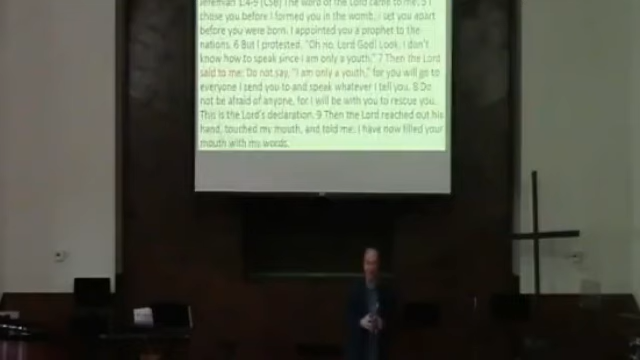 Jeremiah 1:4-9 (CSB) The word of the Lord came to me: 5 I
chose you before I formed you in the womb; I set you apart
before you were born. I appointed you a prophet to the
nations. 6 But I protested, "Oh no, Lord God! Look, I don't
know how to speak since I am only a youth." 7 Then the Lord
said to me: Do not say, "I am only a youth," for you will go to
everyone I send you to and speak whatever I tell you. 8 Do
not be afraid of anyone, for I will be with you to rescue you.
This is the Lord's declaration. 9 Then the Lord reached out his
hand, touched my mouth, and told me: I have now filled your
mouth with my words.